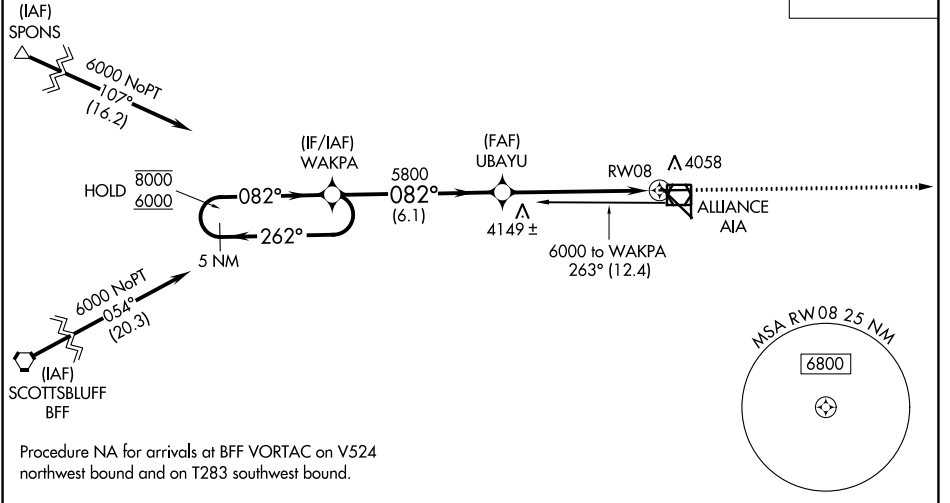 (IAF)
SPONS
6000 NoPT
107°
(16.2)
(IF/IAF)
WAKPA
(FAF)
UBAYU
RW08
4058
HOLD
8000
6000
082°
5800
082°
(6.1)
262°
5 NM
4149 ±
ALLIANCE
AIA
6000 to WAKPA
263° (12.4)
6000 NoPT
054°
(20.3)
(IAF)
SCOTTSBLUFF
BFF
MSA RW08 25 NM
6800
Procedure NA for arrivals at BFF VORTAC on V524
northwest bound and on T283 southwest bound.